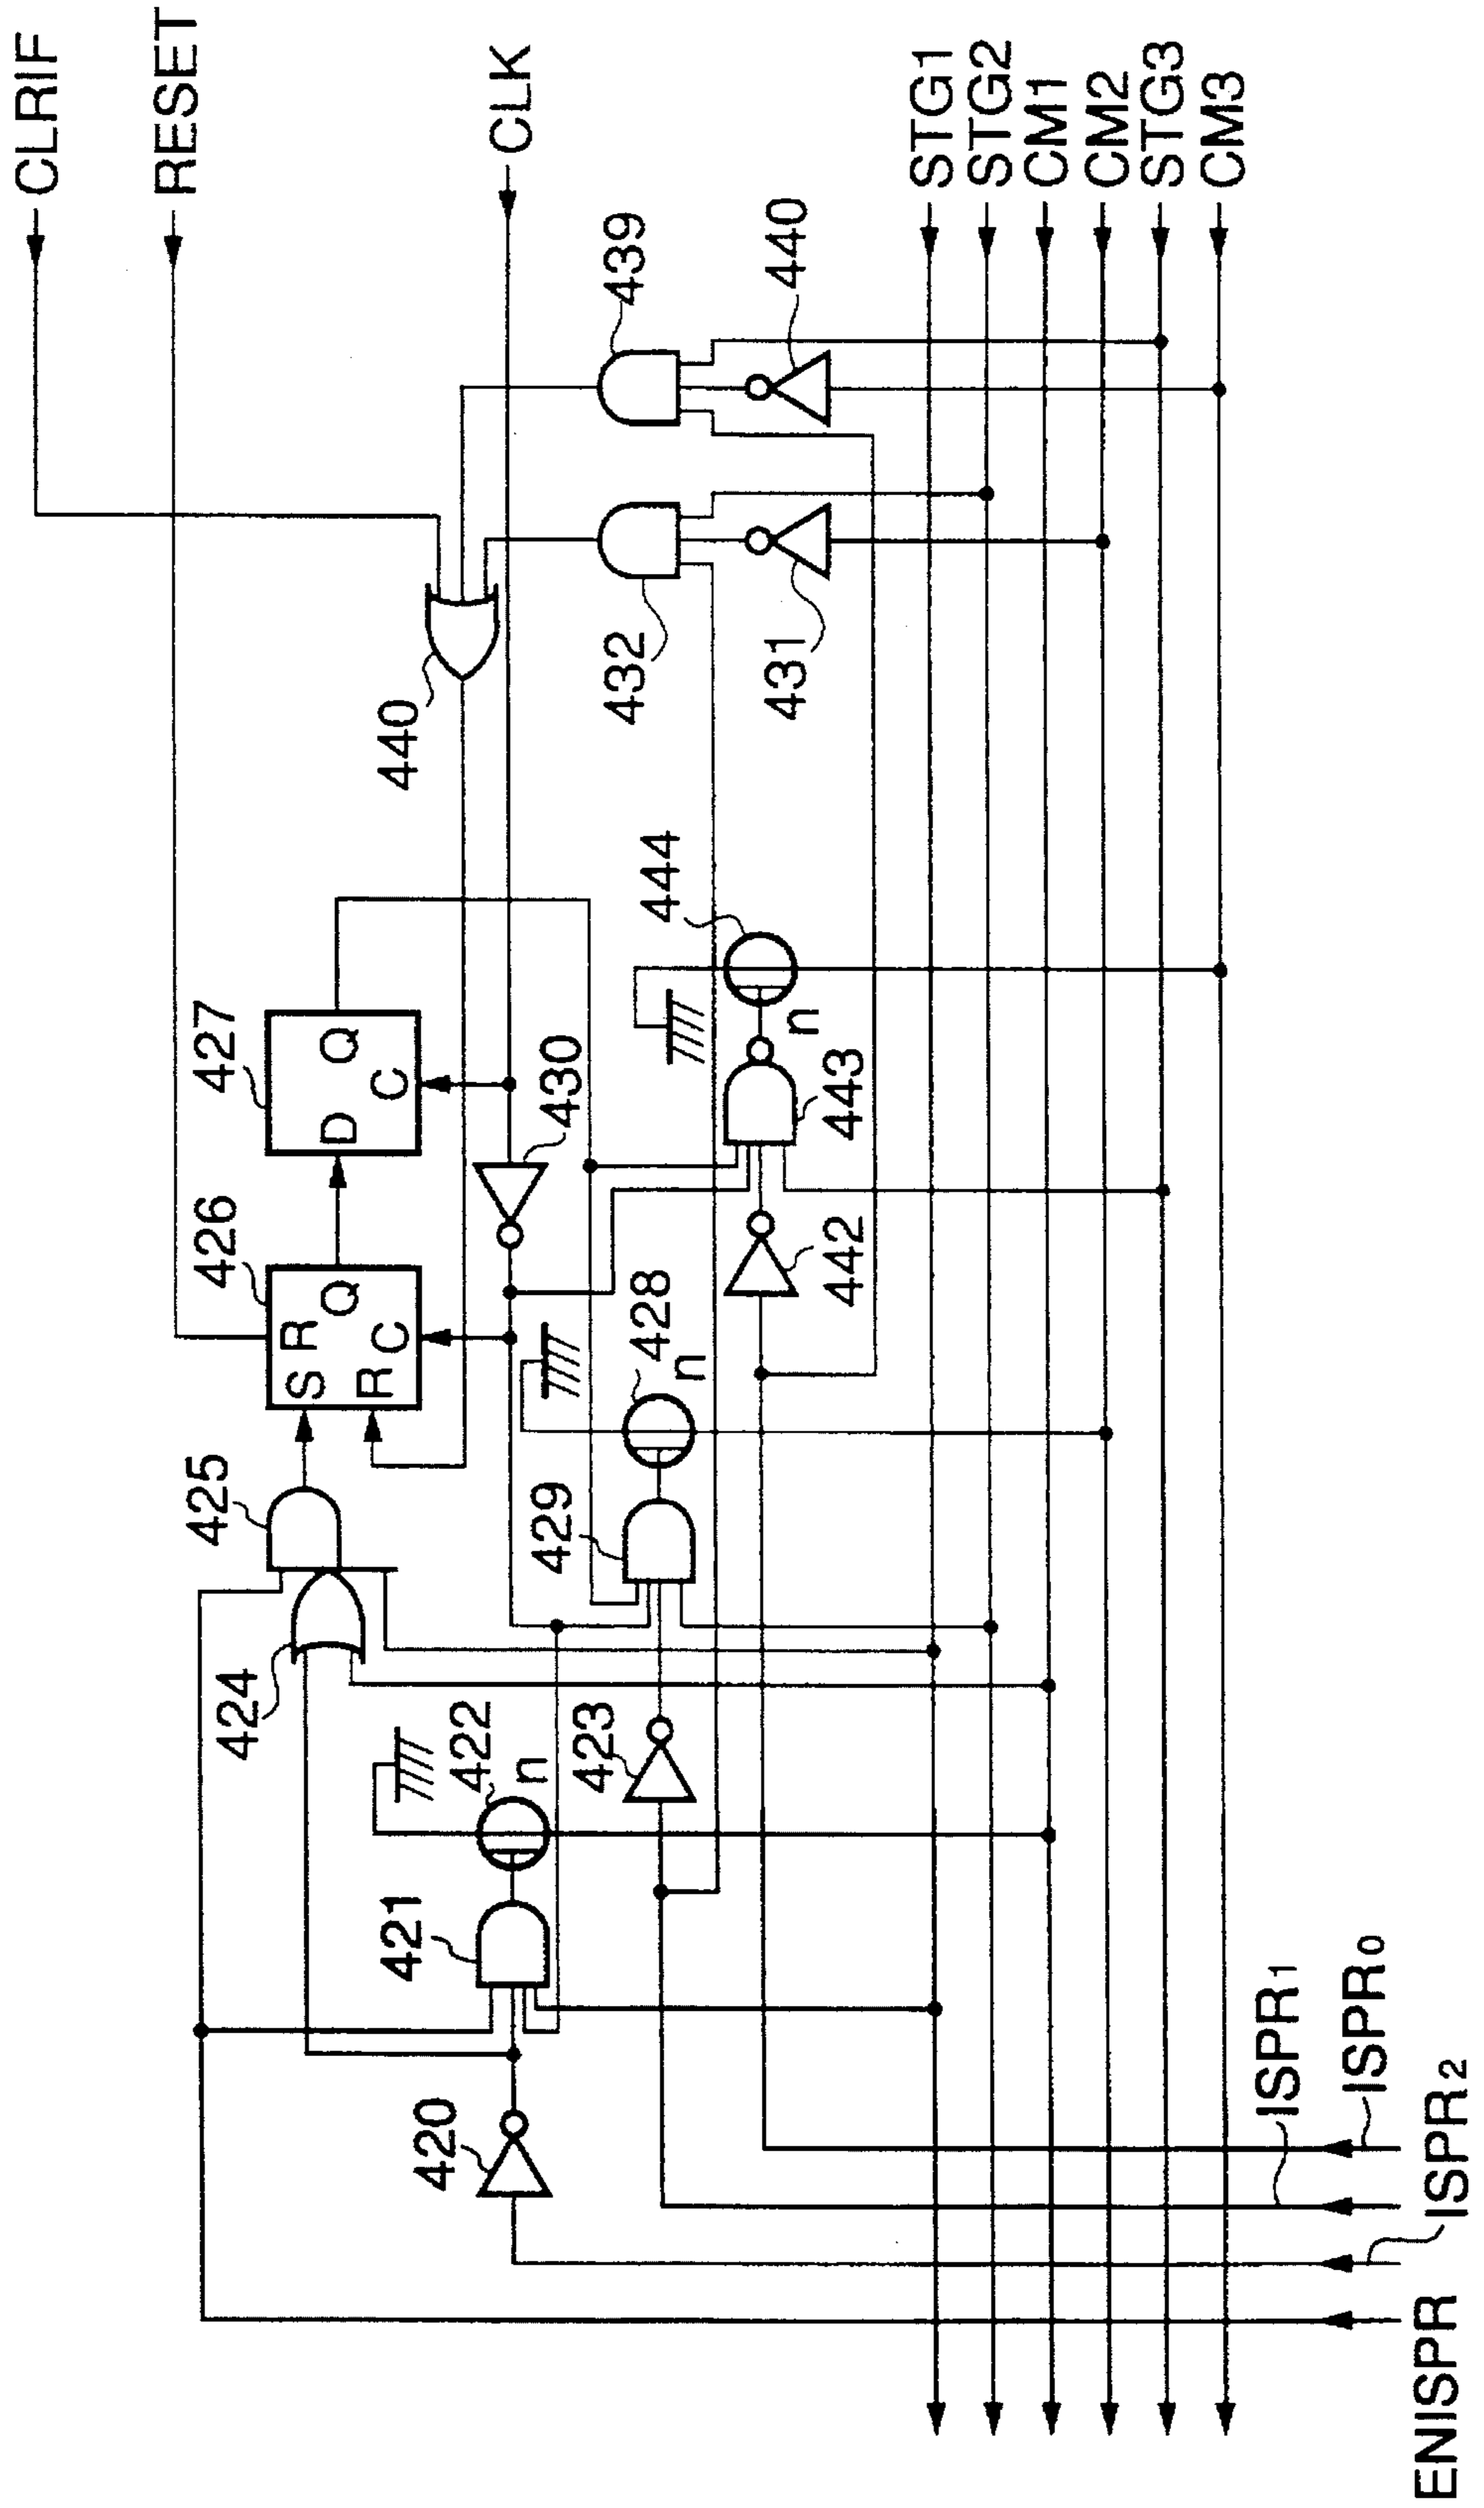 CLRIF
RESET
CLK
STG1
STG2
CM1
CM2
STG3
CM3
439
440
432
431
440
427
D
Q
C
426
S
R
Q
R
C
430
444
n
443
442
428
n
429
425
424
422
n
423
421
420
ISPR1
ISPR0
ISPR2
ENISPR